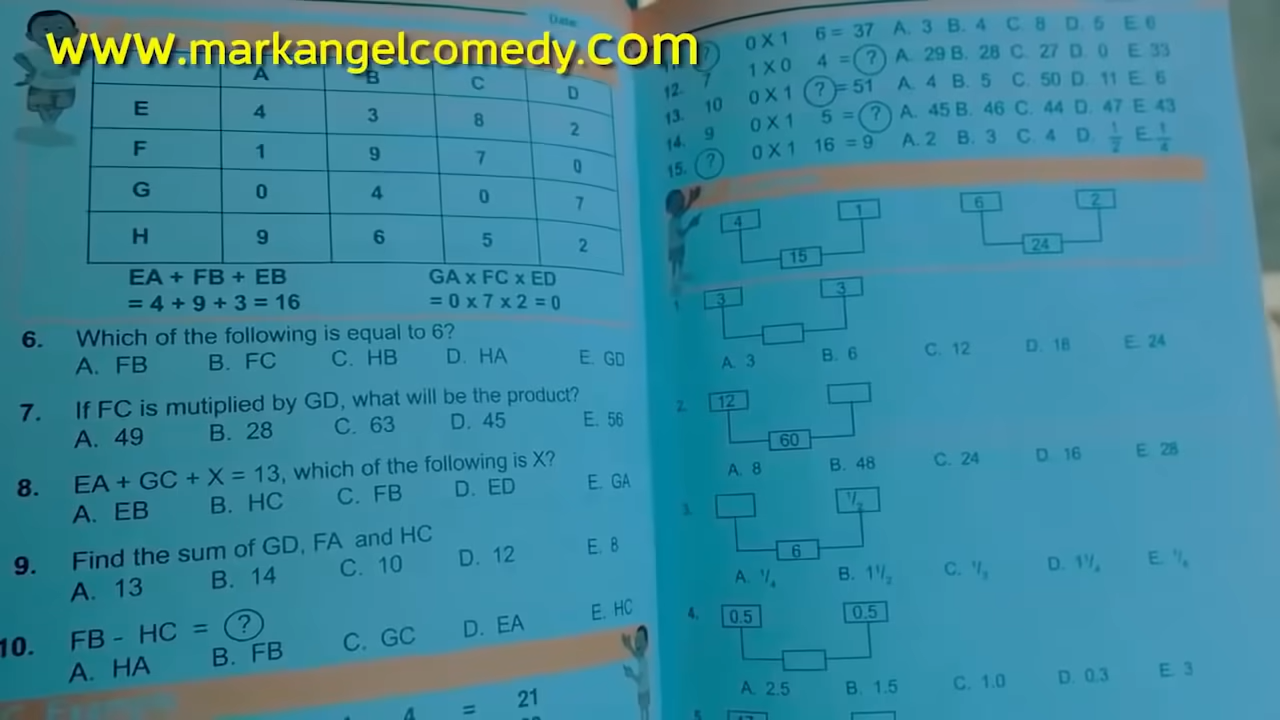 www.markangelcomedy.com
Date:
A B C D
E 4 3 8 2
F 1 9 7 0
G 0 4 0 7
H 9 6 5 2
EA + FB + EB
= 4 + 9 + 3 = 16
GA x FC x ED
= 0 x 7 x 2 = 0
6. Which of the following is equal to 6?
A. FB B. FC C. HB D. HA E. GD
7. If FC is mutiplied by GD, what will be the product?
A. 49 B. 28 C. 63 D. 45 E. 56
8. EA + GC + X = 13, which of the following is X?
A. EB B. HC C. FB D. ED E. GA
9. Find the sum of GD, FA and HC
A. 13 B. 14 C. 10 D. 12 E. 8
10. FB - HC = ?
A. HA B. FB C. GC D. EA E. HC
4 = 21
? 0 X 1 6 = 37 A. 3 B. 4 C. 8 D. 5 E. 6
12. 7 1 X 0 4 = ? A. 29 B. 28 C. 27 D. 0 E. 33
13. 10 0 X 1 ? = 51 A. 4 B. 5 C. 50 D. 11 E. 6
14. 9 0 X 1 5 = ? A. 45 B. 46 C. 44 D. 47 E. 43
15. ? 0 X 1 16 = 9 A. 2 B. 3 C. 4 D. 1/2 E. 1/4
4 1 6 2
15 24
1. 3 3
A. 3 B. 6 C. 12 D. 18 E. 24
2. 12
60
A. 8 B. 48 C. 24 D. 16 E. 28
3. 1/2
6
A. 1/4 B. 1 1/2 D. 1 1/4
4. 0.5 0.5
A. 2.5 B. 1.5 C. 1.0 D. 0.3 E. 3